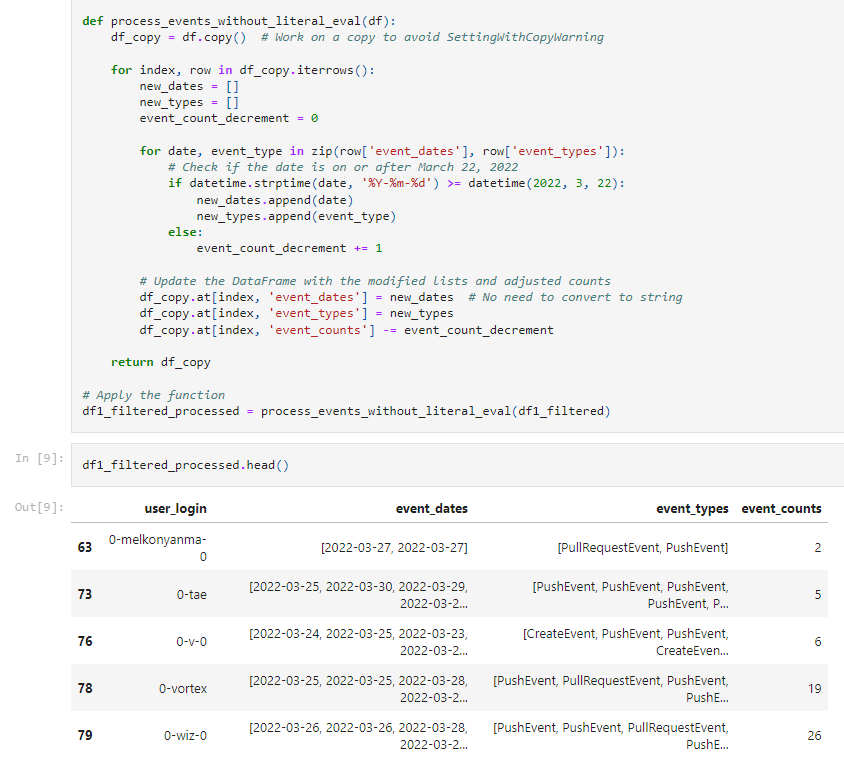 def process_events_without_literal_eval(df):
    df_copy = df.copy()  # Work on a copy to avoid SettingWithCopyWarning

    for index, row in df_copy.iterrows():
        new_dates = []
        new_types = []
        event_count_decrement = 0

        for date, event_type in zip(row['event_dates'], row['event_types']):
            # Check if the date is on or after March 22, 2022
            if datetime.strptime(date, '%Y-%m-%d') >= datetime(2022, 3, 22):
                new_dates.append(date)
                new_types.append(event_type)
            else:
                event_count_decrement += 1

        # Update the DataFrame with the modified lists and adjusted counts
        df_copy.at[index, 'event_dates'] = new_dates  # No need to convert to string
        df_copy.at[index, 'event_types'] = new_types
        df_copy.at[index, 'event_counts'] -= event_count_decrement

    return df_copy

# Apply the function
df1_filtered_processed = process_events_without_literal_eval(df1_filtered)
In [9]: df1_filtered_processed.head()
Out[9]: user_login event_dates event_types event_counts
63 0-melkonyanma-0 [2022-03-27, 2022-03-27] [PullRequestEvent, PushEvent] 2
73 0-tae [2022-03-25, 2022-03-30, 2022-03-29, 2022-03-2... [PushEvent, PushEvent, PushEvent, PushEvent, P... 5
76 0-v-0 [2022-03-24, 2022-03-25, 2022-03-23, 2022-03-2... [CreateEvent, PushEvent, PushEvent, CreateEven... 6
78 0-vortex [2022-03-25, 2022-03-25, 2022-03-28, 2022-03-2... [PushEvent, PullRequestEvent, PushEvent, PushE... 19
79 0-wiz-0 [2022-03-26, 2022-03-26, 2022-03-28, 2022-03-2... [PushEvent, PushEvent, PullRequestEvent, PushE... 26